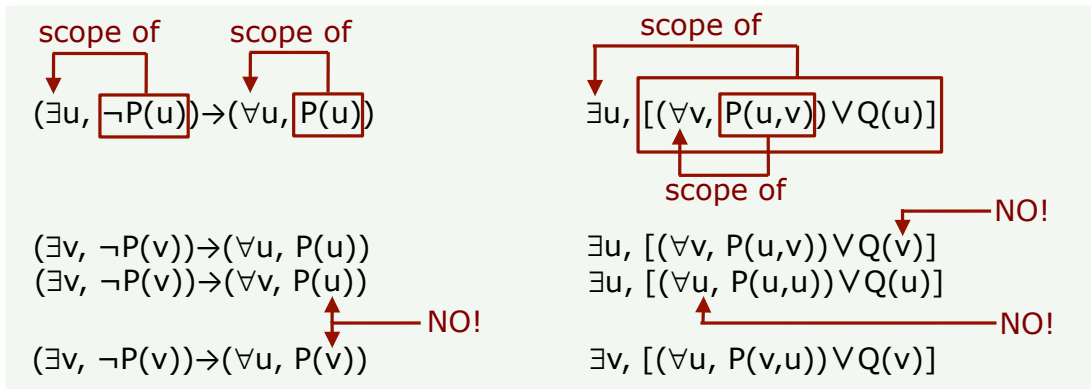 scope of scope of
(∃u, ¬P(u))→(∀u, P(u))
(∃v, ¬P(v))→(∀u, P(u))
(∃v, ¬P(v))→(∀v, P(u))
NO!
(∃v, ¬P(v))→(∀u, P(v))
scope of
∃u, [(∀v, P(u,v))∨Q(u)]
scope of
NO!
∃u, [(∀v, P(u,v))∨Q(v)]
∃u, [(∀u, P(u,u))∨Q(u)]
NO!
∃v, [(∀u, P(v,u))∨Q(v)]